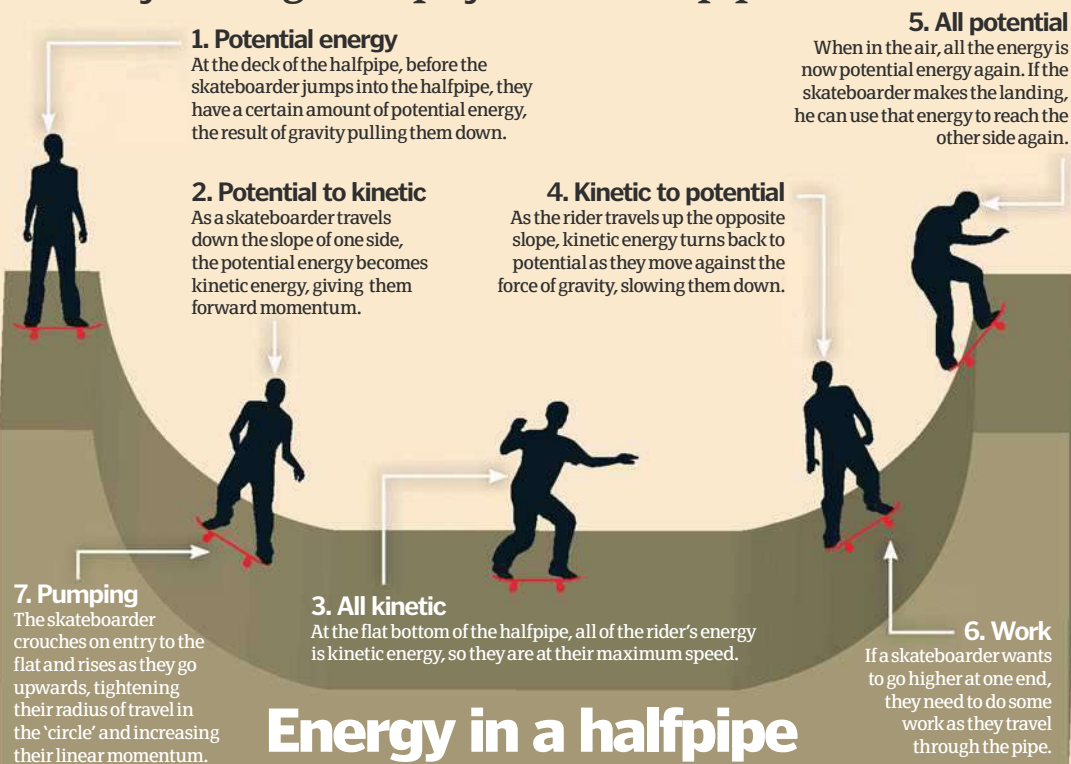 1. Potential energy
At the deck of the halfpipe, before the
skateboarder jumps into the halfpipe, they
have a certain amount of potential energy,
the result of gravity pulling them down.
2. Potential to kinetic
As a skateboarder travels
down the slope of one side,
the potential energy becomes
kinetic energy, giving them
forward momentum.
3. All kinetic
At the flat bottom of the halfpipe, all of the rider's energy
is kinetic energy, so they are at their maximum speed.
4. Kinetic to potential
As the rider travels up the opposite
slope, kinetic energy turns back to
potential as they move against the
force of gravity, slowing them down.
5. All potential
When in the air, all the energy is
now potential energy again. If the
skateboarder makes the landing,
he can use that energy to reach the
other side again.
6. Work
If a skateboarder wants
to go higher at one end,
they need to do some
work as they travel
through the pipe.
7. Pumping
The skateboarder
crouches on entry to the
flat and rises as they go
upwards, tightening
their radius of travel in
the 'circle' and increasing
their linear momentum.
Energy in a halfpipe